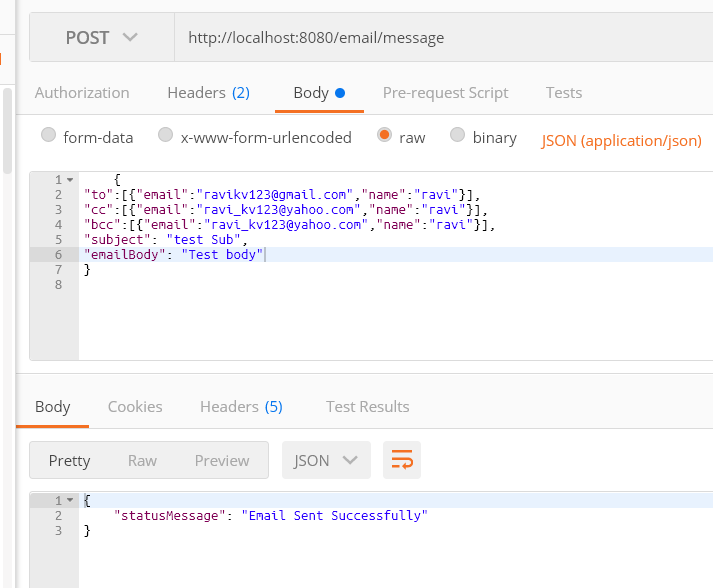 POST http://localhost:8080/email/message
Authorization Headers (2) Body Pre-request Script Tests
form-data x-www-form-urlencoded raw binary JSON (application/json)
1 {
2 "to":[{"email":"ravikv123@gmail.com","name":"ravi"}],
3 "cc":[{"email":"ravi_kv123@yahoo.com","name":"ravi"}],
4 "bcc":[{"email":"ravi_kv123@yahoo.com","name":"ravi"}],
5 "subject": "test Sub",
6 "emailBody": "Test body"
7 }
8
Body Cookies Headers (5) Test Results
Pretty Raw Preview JSON
1 {
2 "statusMessage": "Email Sent Successfully"
3 }